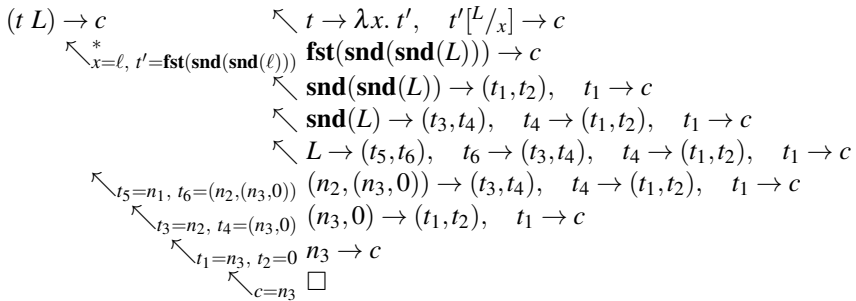 (t L) → c ↖ t → λx. t′, t′[L/x] → c
↖* x=ℓ, t′=fst(snd(snd(ℓ))) fst(snd(snd(L))) → c
↖ snd(snd(L)) → (t₁,t₂), t₁ → c
↖ snd(L) → (t₃,t₄), t₄ → (t₁,t₂), t₁ → c
↖ L → (t₅,t₆), t₆ → (t₃,t₄), t₄ → (t₁,t₂), t₁ → c
↖ t₅=n₁, t₆=(n₂,(n₃,0)) (n₂,(n₃,0)) → (t₃,t₄), t₄ → (t₁,t₂), t₁ → c
↖ t₃=n₂, t₄=(n₃,0) (n₃,0) → (t₁,t₂), t₁ → c
↖ t₁=n₃, t₂=0 n₃ → c
↖ c=n₃ □